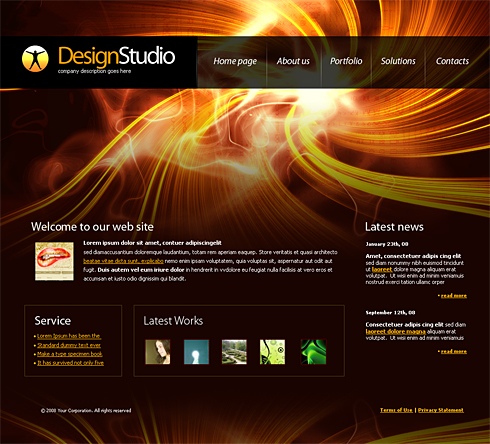 DesignStudio
company description goes here
Home page
About us
Portfolio
Solutions
Contacts
Welcome to our web site
Lorem ipsum dolor sit amet, contuer adipiscingelit
sed diamaccusantium doloremque laudantium, totam rem aperiam eaquep. Store veritatis et quasi architecto
beatan vitae dicta sunt, explicabo nemo enim ipsum voluptatem, quia voluptas sit, aspernatur aut odit aut
fugit. Duis autem vel eum iriure dolor in hendrerit in vvidolore eu feugiat nulla facilisis at vero eros et
accumsan et iusto odio dignissim qui blandit.
Latest news
January 23th, 08
Amet, consectetuer adipis cing elit
sed diam nonummy nibh euismod tincidunt
ut laoreet dolore magna aliquam erat
volutpat. Ut wisi enim ad minim veniamus
nostrud exerci tation ullamc orper
read more
September 12th, 08
Consectetuer adipis cing elit sed diam
ut laoreet dolore magna aliquam erat
volutpat. Ut wisi enim ad minim veniamus
read more
Service
Lorem Ipsum has been the
Standard dummy text ever
Make a type specimen book
It has survived not only five
Latest Works
© 2008 Your Corporation. All rights reserved
Terms of Use | Privacy Statement